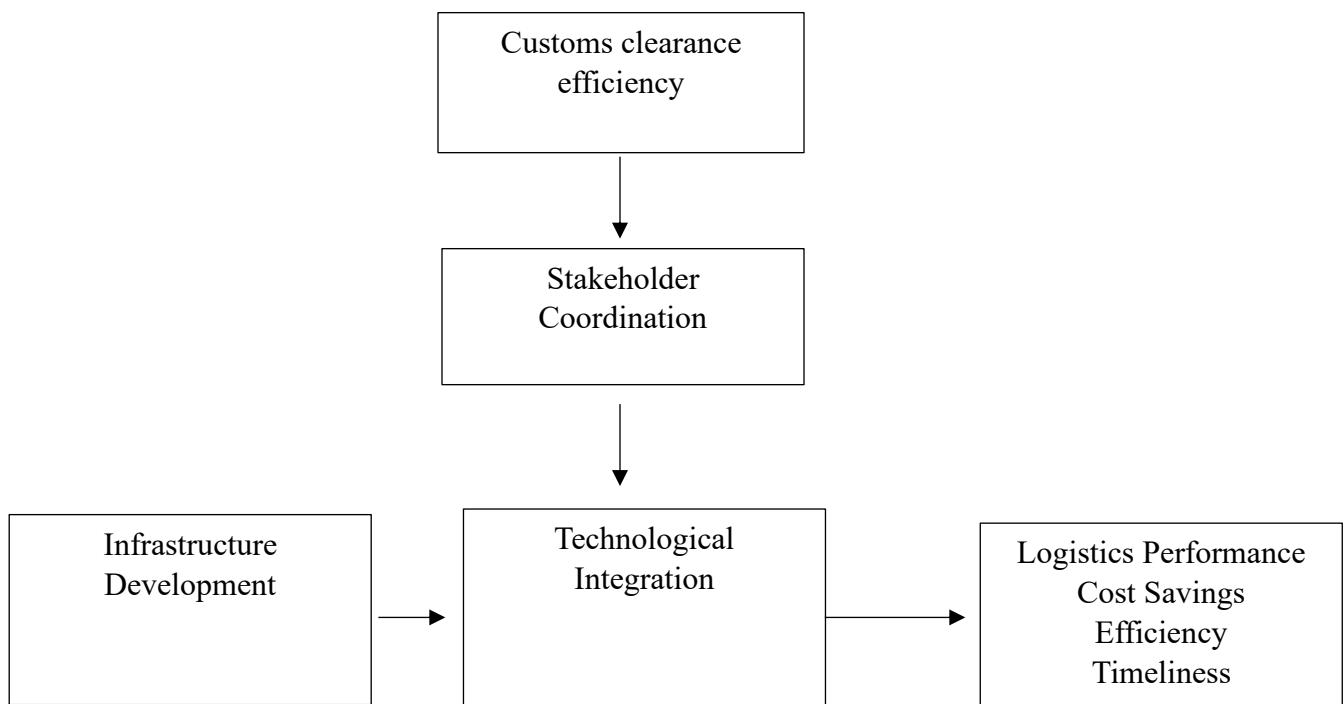 Customs clearance
efficiency
Stakeholder
Coordination
Infrastructure
Development
Technological
Integration
Logistics Performance
Cost Savings
Efficiency
Timeliness